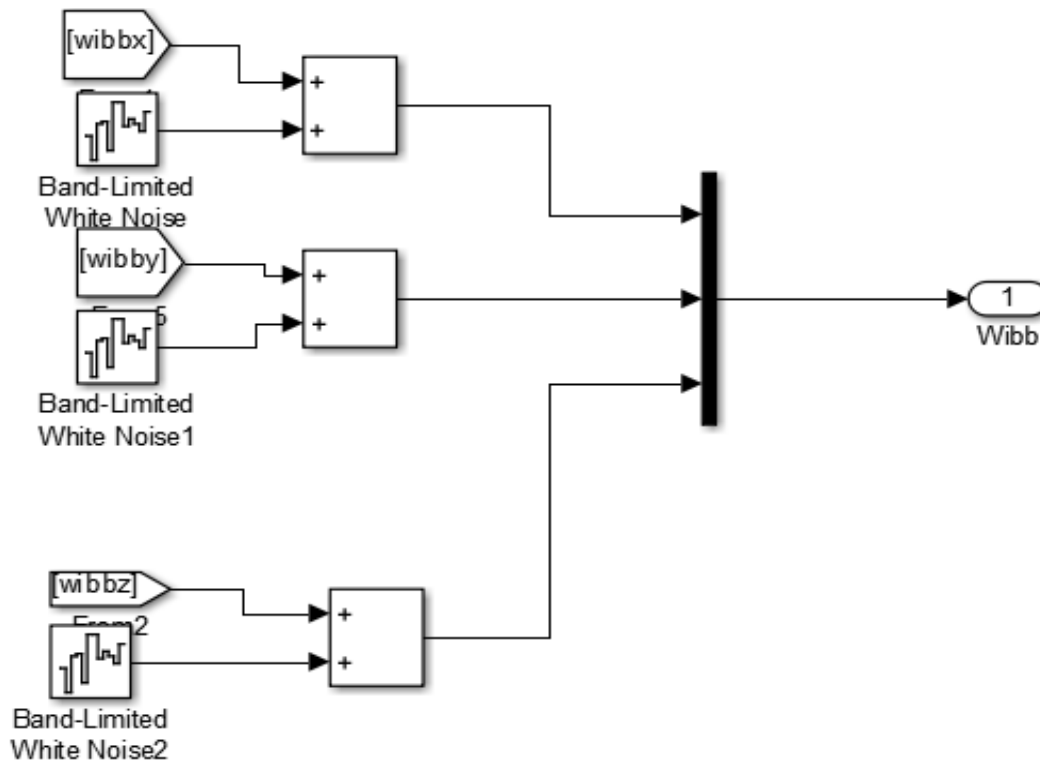 [wibbx]
+
+
Band-Limited
White Noise
[wibby]
+
+
Band-Limited
White Noise1
1
Wibb
[wibbz]
From2
+
+
Band-Limited
White Noise2